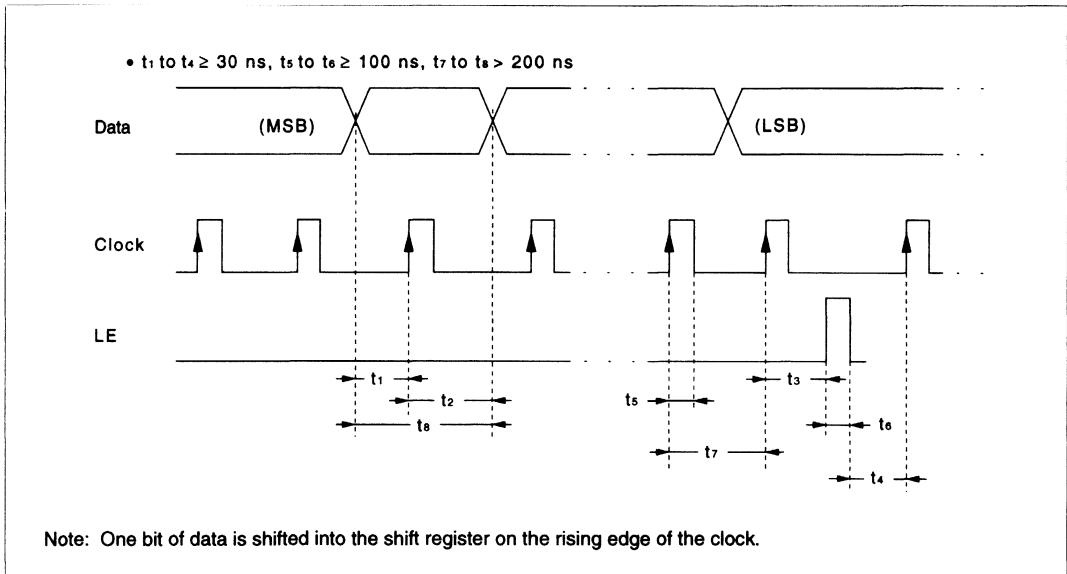 • t1 to t4 ≥ 30 ns, t5 to t6 ≥ 100 ns, t7 to t8 > 200 ns
Data
(MSB)
(LSB)
Clock
LE
t1
t2
t8
t5
t7
t3
t6
t4
Note: One bit of data is shifted into the shift register on the rising edge of the clock.